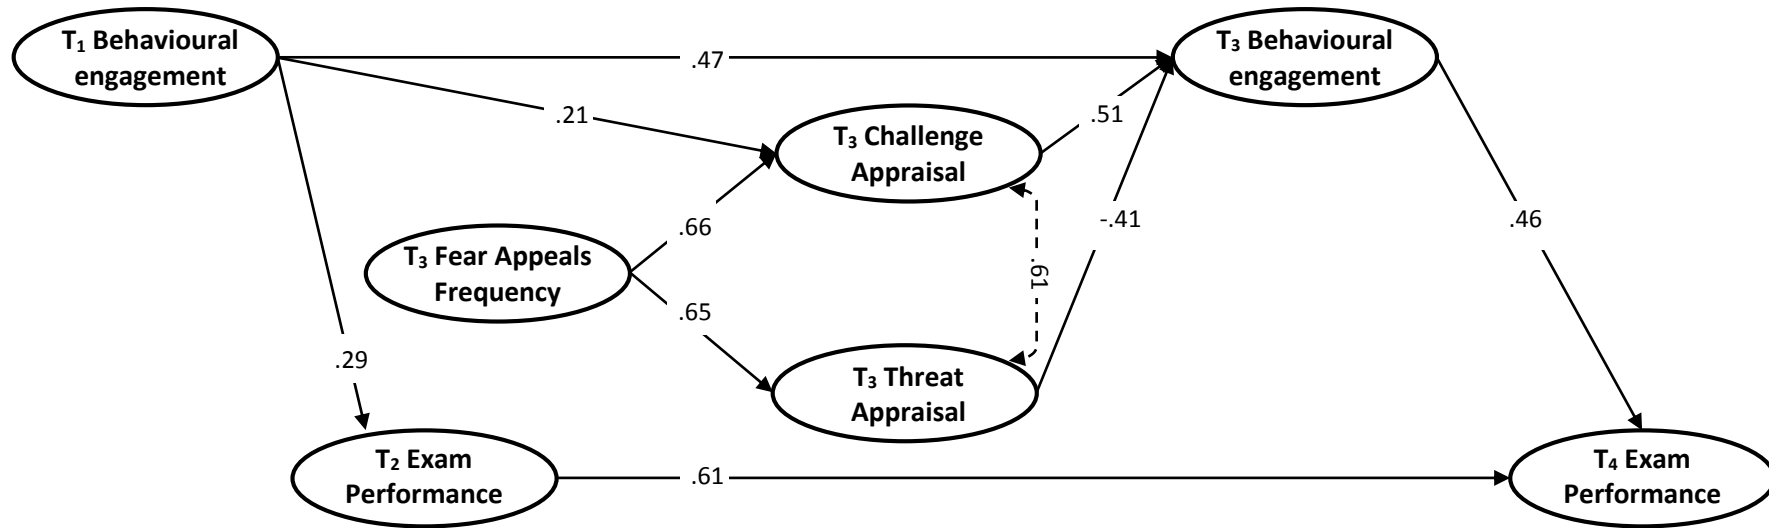 T₁ Behavioural
engagement
T₃ Behavioural
engagement
.47
.21
.51
T₃ Challenge
Appraisal
.66
-.41
.46
T₃ Fear Appeals
Frequency
.61
.65
.29
T₃ Threat
Appraisal
T₂ Exam
Performance
.61
T₄ Exam
Performance